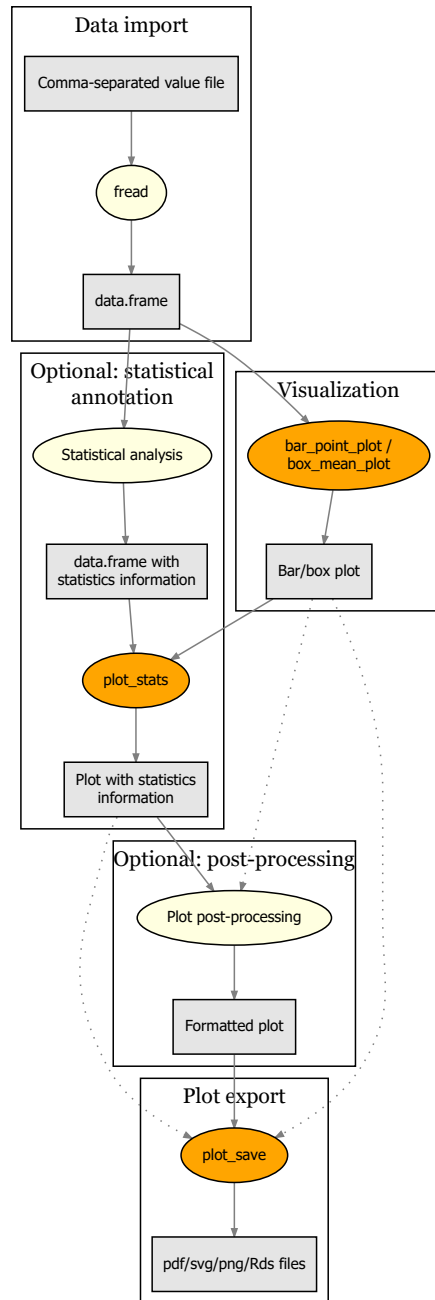 Data import
Comma-separated value file
fread
data.frame
Optional: statistical
annotation
Statistical analysis
data.frame with
statistics information
plot_stats
Plot with statistics
information
Visualization
bar_point_plot /
box_mean_plot
Bar/box plot
Optional: post-processing
Plot post-processing
Formatted plot
Plot export
plot_save
pdf/svg/png/Rds files